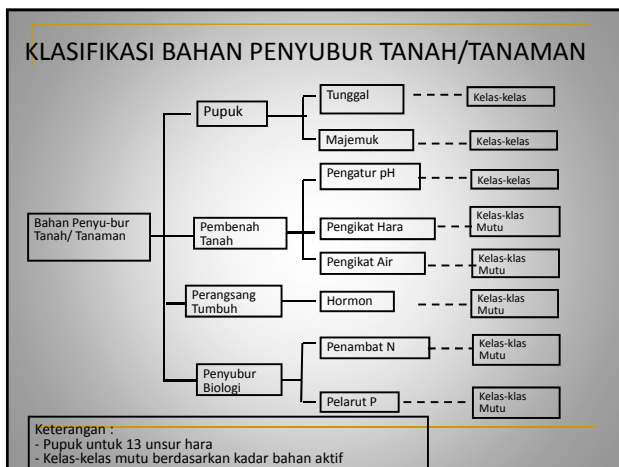 KLASIFIKASI BAHAN PENYUBUR TANAH/TANAMAN
Bahan Penyu-bur
Tanah/ Tanaman
Pupuk
Tunggal
Kelas-kelas
Majemuk
Kelas-kelas
Pembenah
Tanah
Pengatur pH
Kelas-kelas
Pengikat Hara
Kelas-klas
Mutu
Pengikat Air
Kelas-klas
Mutu
Perangsang
Tumbuh
Hormon
Kelas-klas
Mutu
Penyubur
Biologi
Penambat N
Kelas-klas
Mutu
Pelarut P
Kelas-klas
Mutu
Keterangan :
- Pupuk untuk 13 unsur hara
- Kelas-kelas mutu berdasarkan kadar bahan aktif